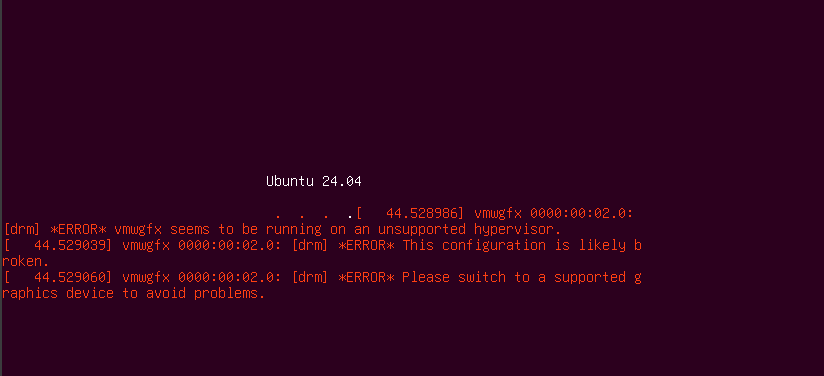 Ubuntu 24.04
. . . .[   44.528986] vmwgfx 0000:00:02.0:
[drm] *ERROR* vmwgfx seems to be running on an unsupported hypervisor.
[   44.529039] vmwgfx 0000:00:02.0: [drm] *ERROR* This configuration is likely b
roken.
[   44.529060] vmwgfx 0000:00:02.0: [drm] *ERROR* Please switch to a supported g
raphics device to avoid problems.